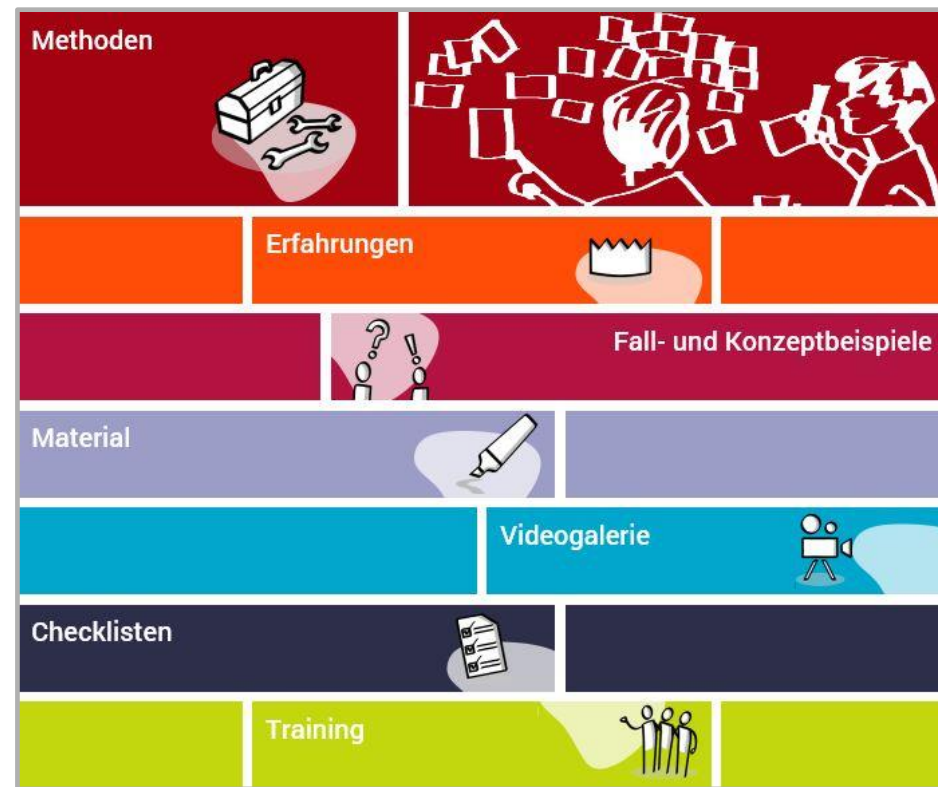 Methoden
Erfahrungen
Fall- und Konzeptbeispiele
Material
Videogalerie
Checklisten
Training